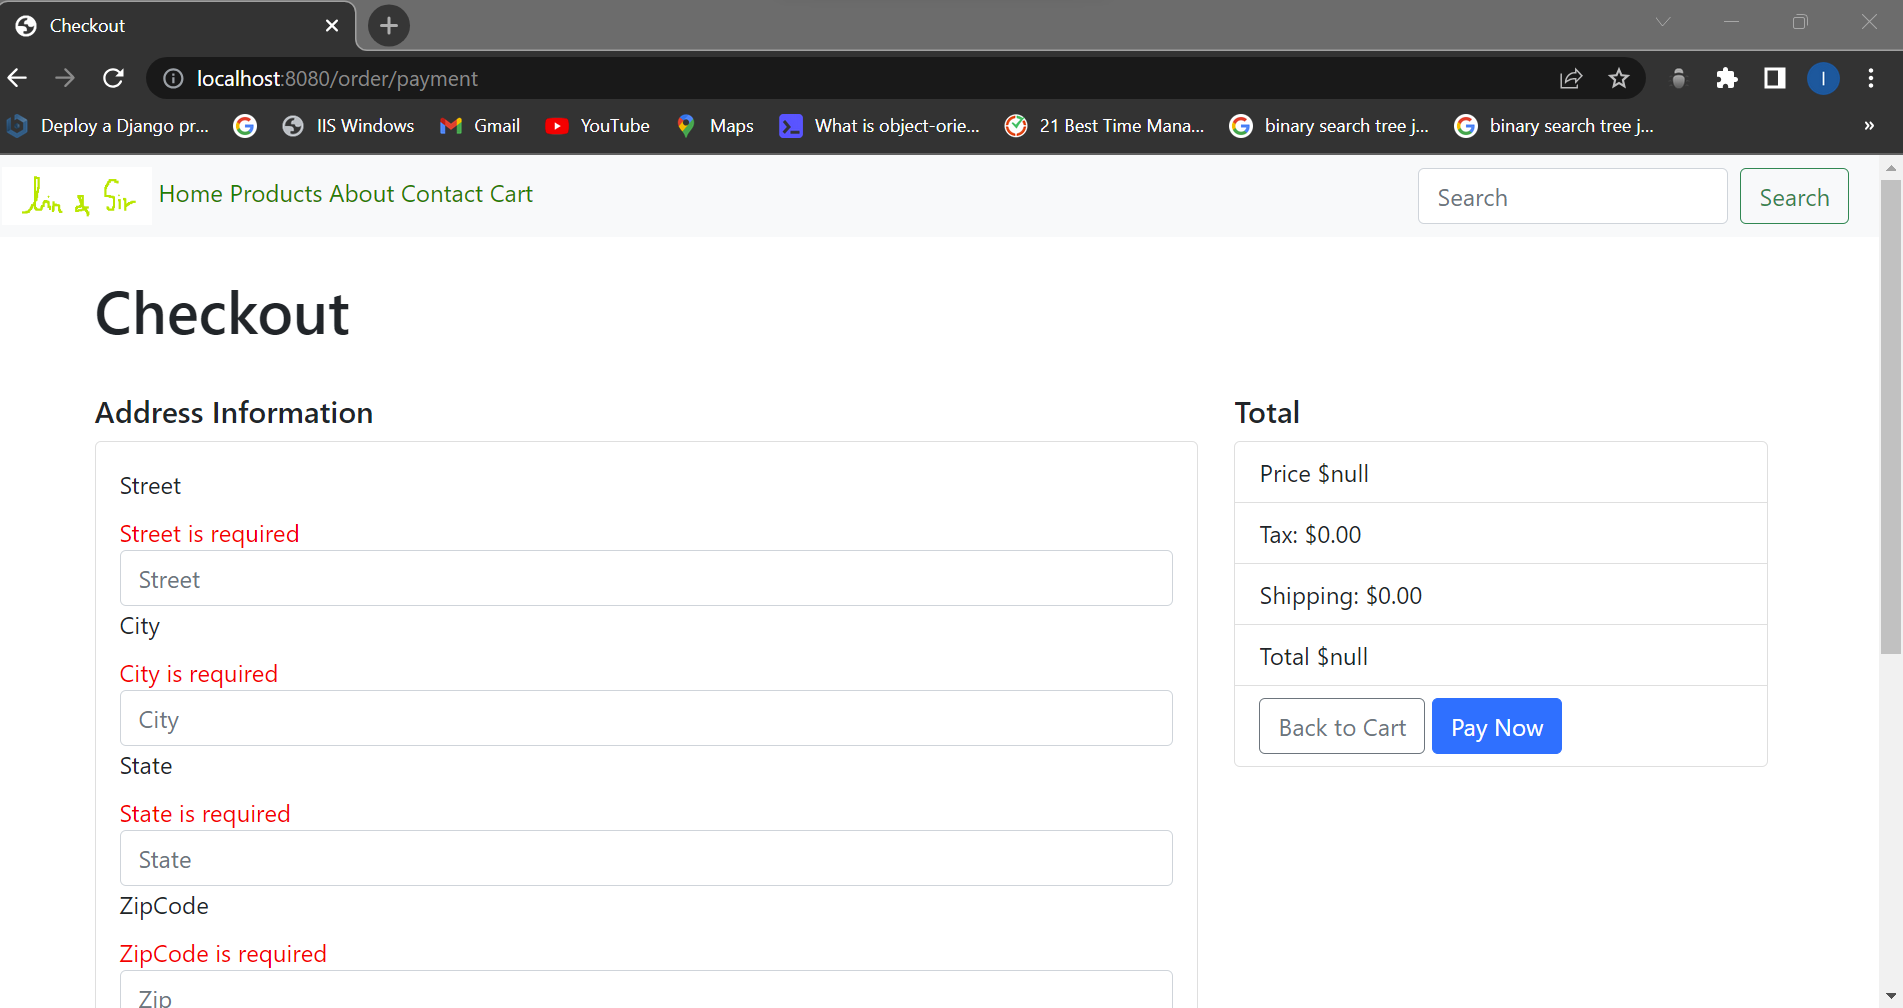 Checkout
localhost:8080/order/payment
Deploy a Django pr...
IIS Windows
Gmail
YouTube
Maps
What is object-orie...
21 Best Time Mana...
binary search tree j...
binary search tree j...
»
I
Lin & Sir
Home Products About Contact Cart
Search
Search
Checkout
Address Information
Street
Street is required
Street
City
City is required
City
State
State is required
State
ZipCode
ZipCode is required
Zip
Total
Price $null
Tax: $0.00
Shipping: $0.00
Total $null
Back to Cart
Pay Now